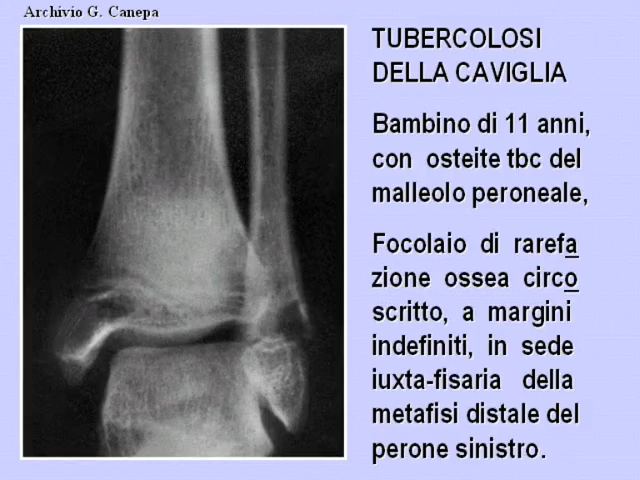 Archivio G. Canepa
TUBERCOLOSI
DELLA CAVIGLIA
Bambino di 11 anni,
con osteite tbc del
malleolo peroneale,
Focolaio di rarefa
zione ossea circo
scritto, a margini
indefiniti, in sede
iuxta-fisaria della
metafisi distale del
perone sinistro.